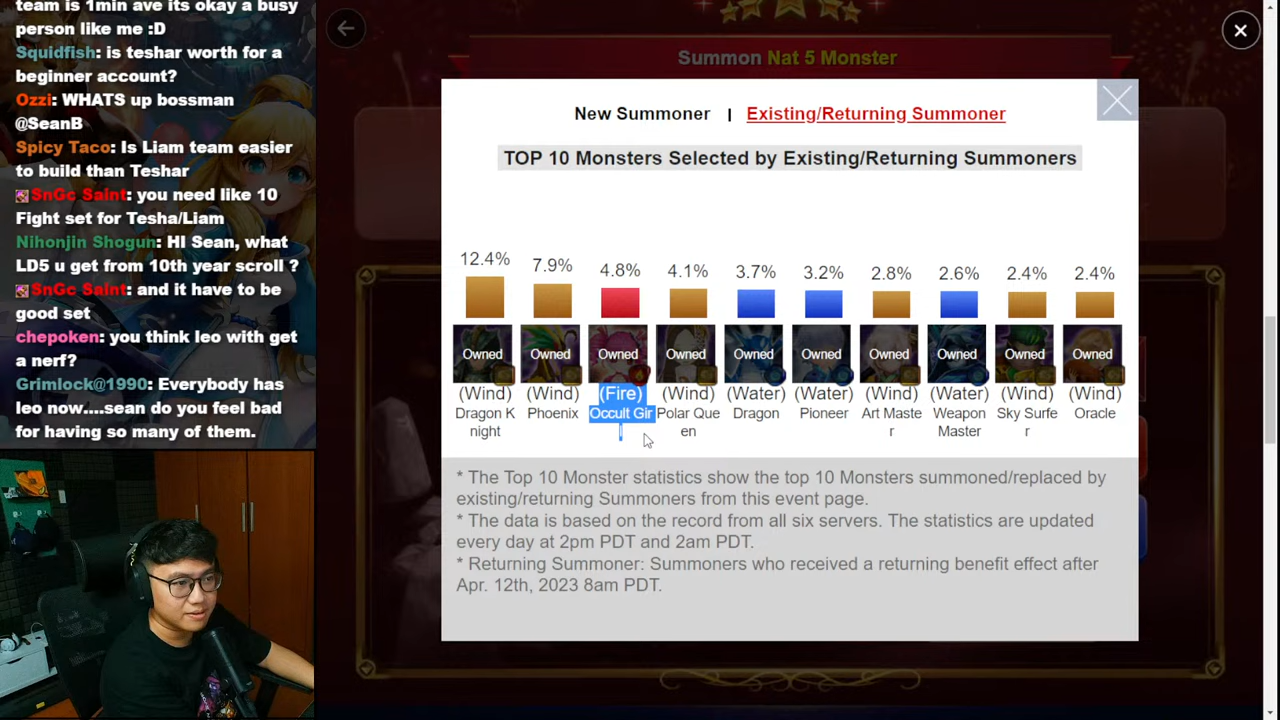 team is 1min ave its okay a busy
person like me :D
Squidfish: is teshar worth for a
beginner account?
Ozzi: WHATS up bossman
@SeanB
Spicy Taco: Is Liam team easier
to build than Teshar
SnGc Saint: you need like 10
Fight set for Tesha/Liam
Nihonjin Shogun: HI Sean, what
LD5 u get from 10th year scroll ?
SnGc Saint: and it have to be
good set
chepoken: you think leo with get
a nerf?
Grimlock@1990: Everybody has
leo now....sean do you feel bad
for having so many of them.
Summon Nat 5 Monster
New Summoner | Existing/Returning Summoner
TOP 10 Monsters Selected by Existing/Returning Summoners
12.4% 7.9% 4.8% 4.1% 3.7% 3.2% 2.8% 2.6% 2.4% 2.4%
Owned Owned Owned Owned Owned Owned Owned Owned Owned Owned
(Wind) (Wind) (Fire) (Wind) (Water) (Water) (Wind) (Water) (Wind) (Wind)
Dragon K Phoenix Occult Gir Polar Que Dragon Pioneer Art Maste Weapon Sky Surfe Oracle
night l en r Master r
* The Top 10 Monster statistics show the top 10 Monsters summoned/replaced by
existing/returning Summoners from this event page.
* The data is based on the record from all six servers. The statistics are updated
every day at 2pm PDT and 2am PDT.
* Returning Summoner: Summoners who received a returning benefit effect after
Apr. 12th, 2023 8am PDT.